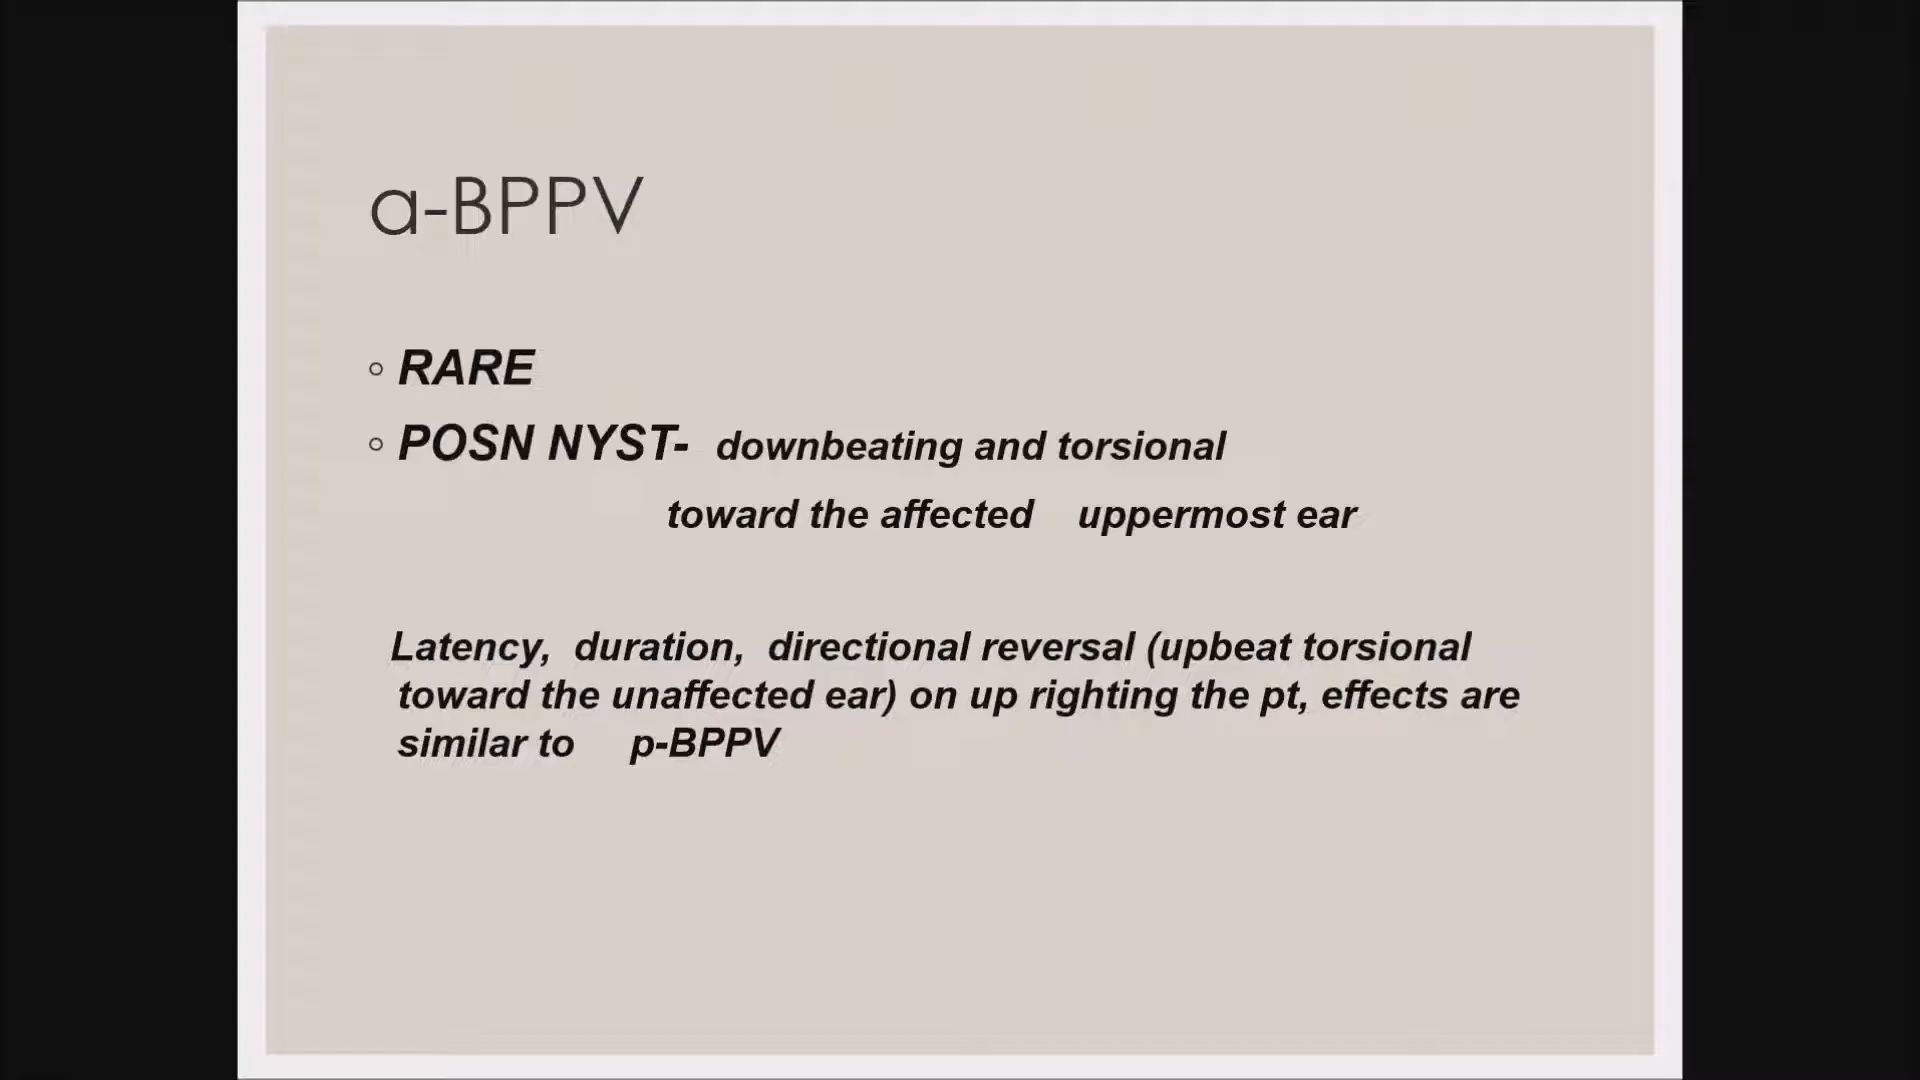 a-BPPV
◦ RARE
◦ POSN NYST- downbeating and torsional
toward the affected uppermost ear
Latency, duration, directional reversal (upbeat torsional
toward the unaffected ear) on up righting the pt, effects are
similar to p-BPPV